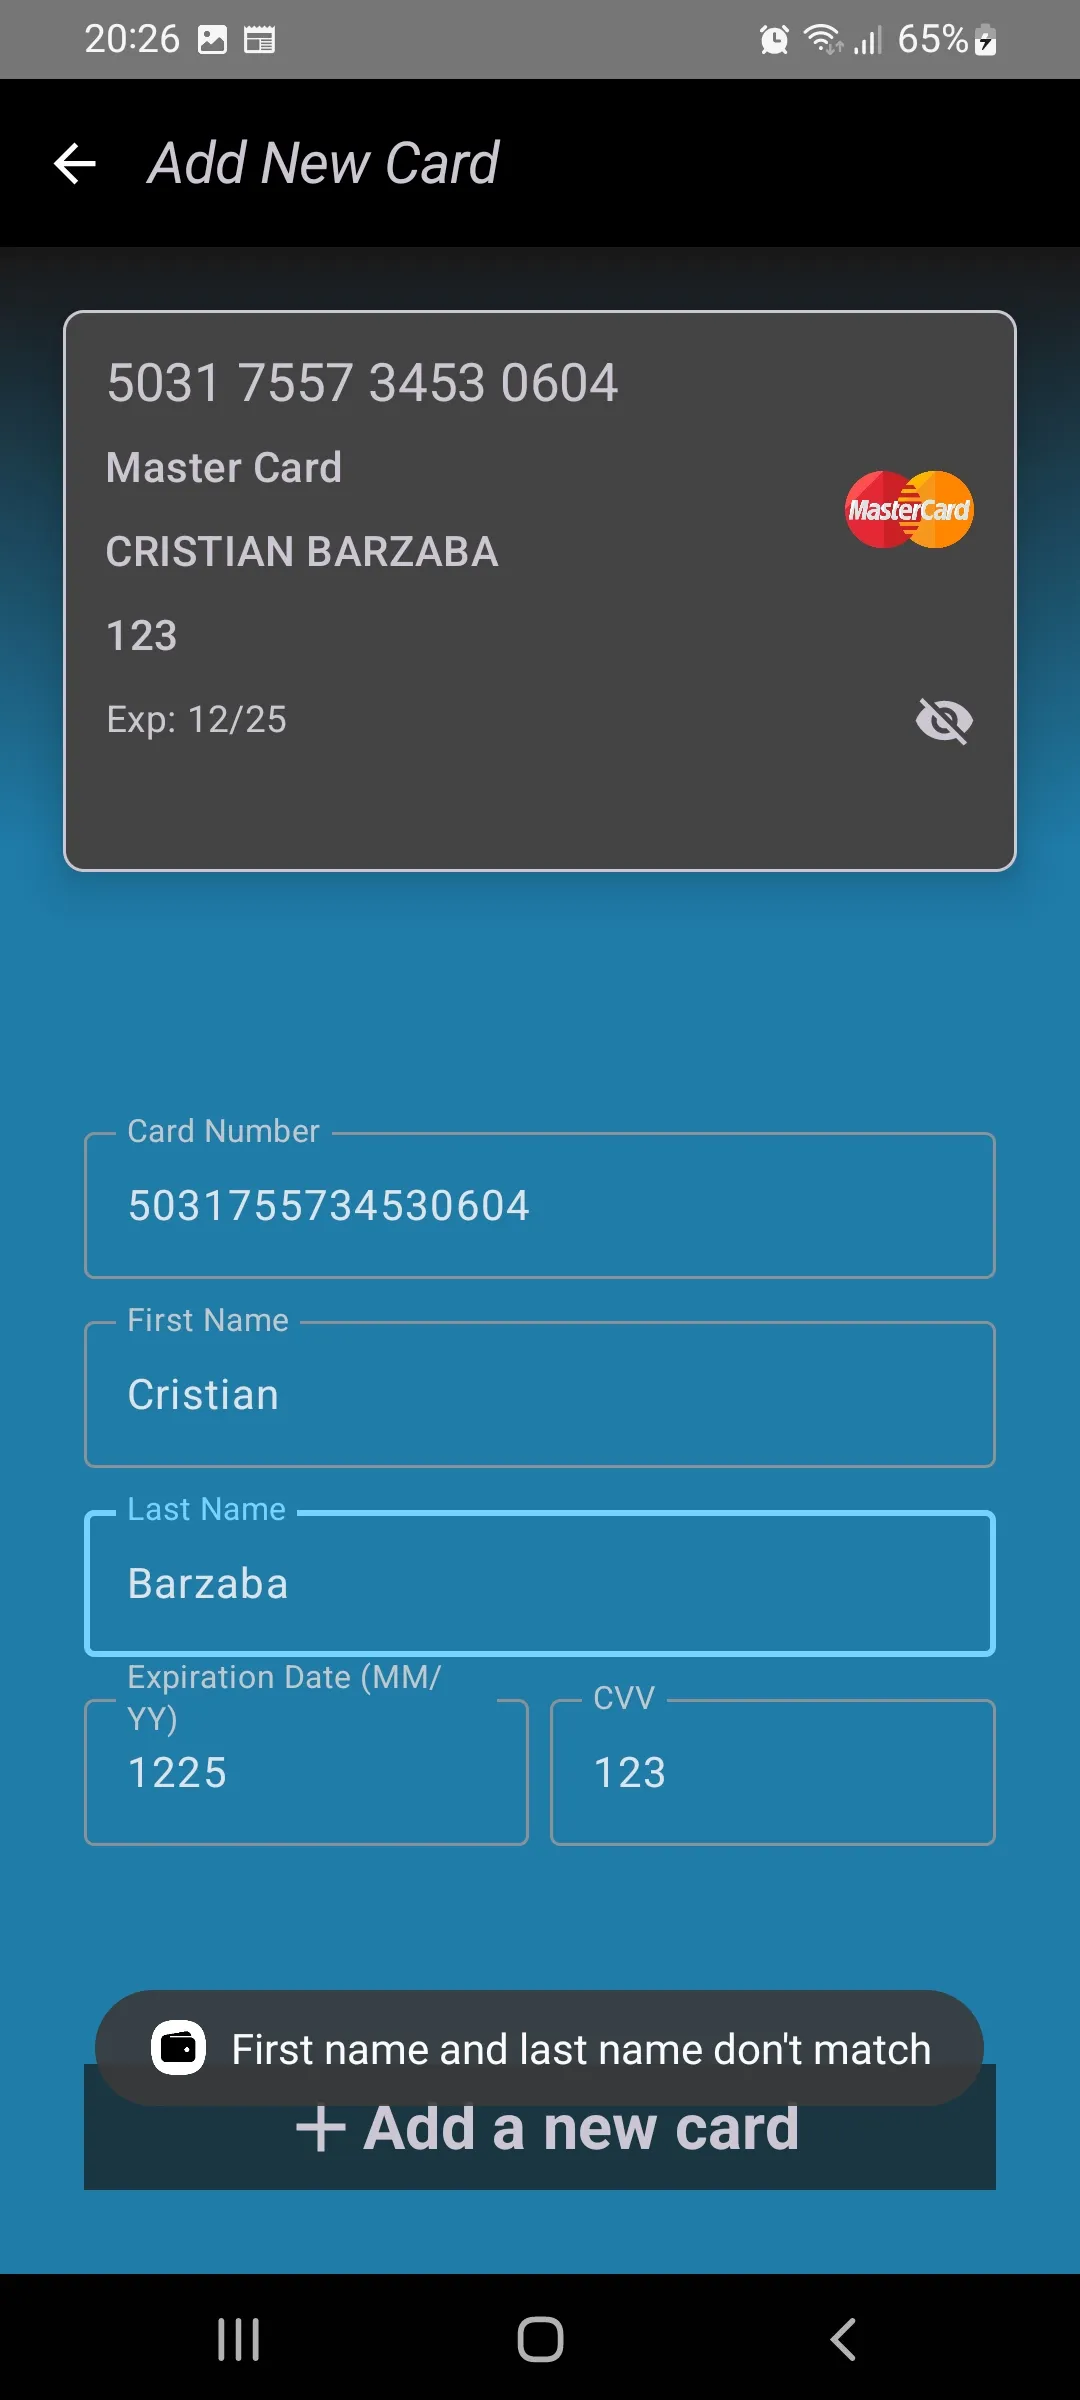 20:26
65%
Add New Card
5031 7557 3453 0604
Master Card
MasterCard
CRISTIAN BARZABA
123
Exp: 12/25
Card Number
5031755734530604
First Name
Cristian
Last Name
Barzaba
Expiration Date (MM/
YY)
1225
CVV
123
First name and last name don't match
+ Add a new card